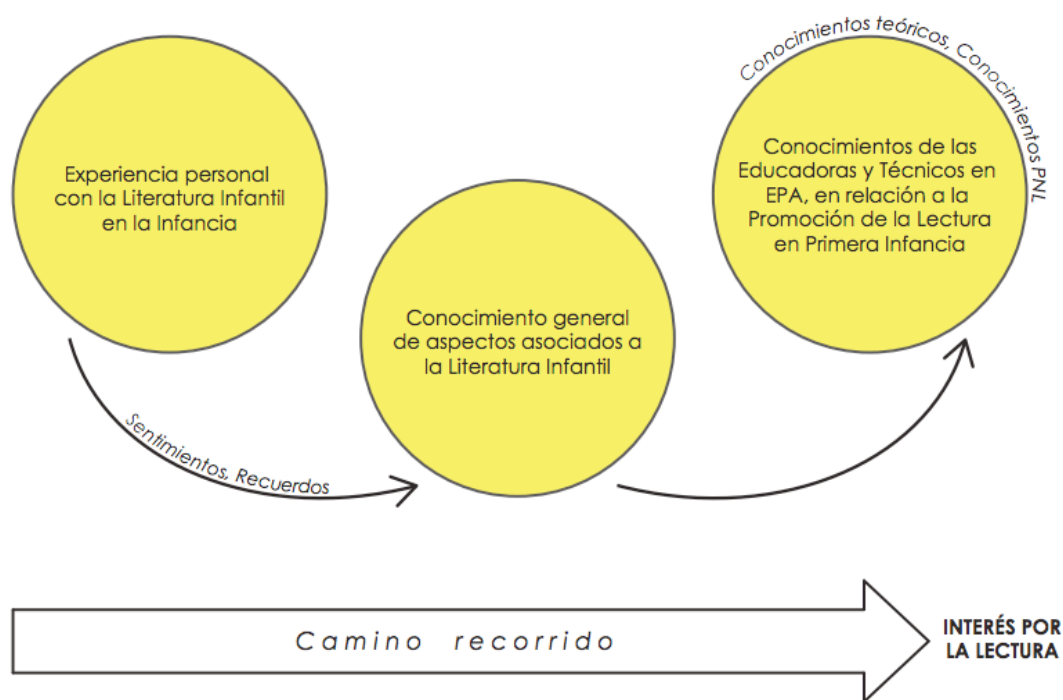 Experiencia personal
con la Literatura Infantil
en la Infancia
Sentimientos, Recuerdos
Conocimiento general
de aspectos asociados a
la Literatura Infantil
Conocimientos teóricos, Conocimientos PNL
Conocimientos de las
Educadoras y Técnicos en
EPA, en relación a la
Promoción de la Lectura
en Primera Infancia
Camino recorrido
INTERÉS POR
LA LECTURA